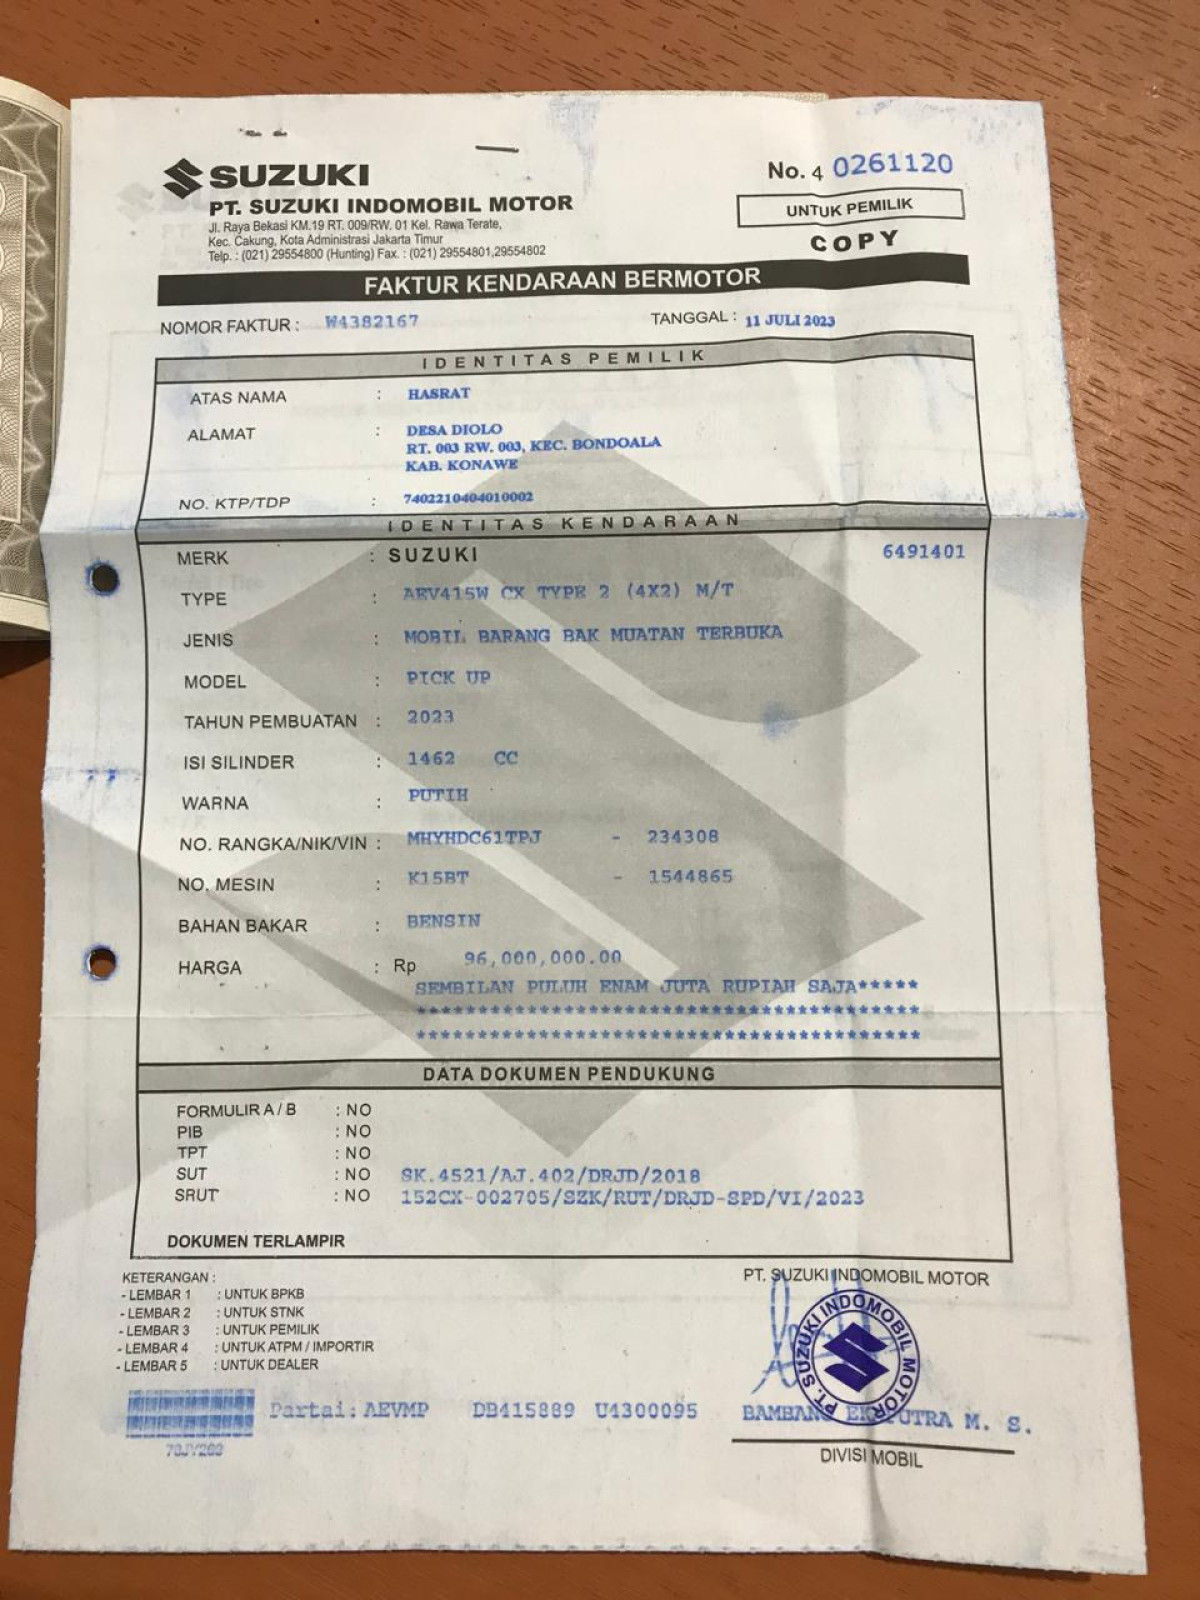 SUZUKI
PT. SUZUKI INDOMOBIL MOTOR
Jl. Raya Bekasi KM.19 RT. 009/RW. 01 Kel. Rawa Terate,
Kec. Cakung, Kota Administrasi Jakarta Timur
Telp. : (021) 29554800 (Hunting) Fax. : (021) 29554801,29554802
No. 4 0261120
UNTUK PEMILIK
COPY
FAKTUR KENDARAAN BERMOTOR
NOMOR FAKTUR : W4382167 TANGGAL : 11 JULI 2023
IDENTITAS PEMILIK
ATAS NAMA : HASRAT
ALAMAT : DESA DIOLO
RT. 003 RW. 003, KEC. BONDOALA
KAB. KONAWE
NO. KTP/TDP : 7402210404010002
IDENTITAS KENDARAAN
MERK : SUZUKI 6491401
TYPE : AEV415W CX TYPE 2 (4X2) M/T
JENIS : MOBIL BARANG BAK MUATAN TERBUKA
MODEL : PICK UP
TAHUN PEMBUATAN : 2023
ISI SILINDER : 1462 CC
WARNA : PUTIH
NO. RANGKA/NIK/VIN : MHYHDC61TPJ - 234308
NO. MESIN : K15BT - 1544865
BAHAN BAKAR : BENSIN
HARGA : Rp 96,000,000.00
SEMBILAN PULUH ENAM JUTA RUPIAH SAJA*****
*****************************************
*****************************************
DATA DOKUMEN PENDUKUNG
FORMULIR A / B : NO
PIB : NO
TPT : NO
SUT : NO SK.4521/AJ.402/DRJD/2018
SRUT : NO 152CX-002705/SZK/RUT/DRJD-SPD/VI/2023
DOKUMEN TERLAMPIR
KETERANGAN :
- LEMBAR 1 : UNTUK BPKB
- LEMBAR 2 : UNTUK STNK
- LEMBAR 3 : UNTUK PEMILIK
- LEMBAR 4 : UNTUK ATPM / IMPORTIR
- LEMBAR 5 : UNTUK DEALER
PT. SUZUKI INDOMOBIL MOTOR
PT. SUZUKI INDOMOBIL MOTOR
Partai: AEVMP DB415889 U4300095
BAMBANG EKA PUTRA M. S.
DIVISI MOBIL